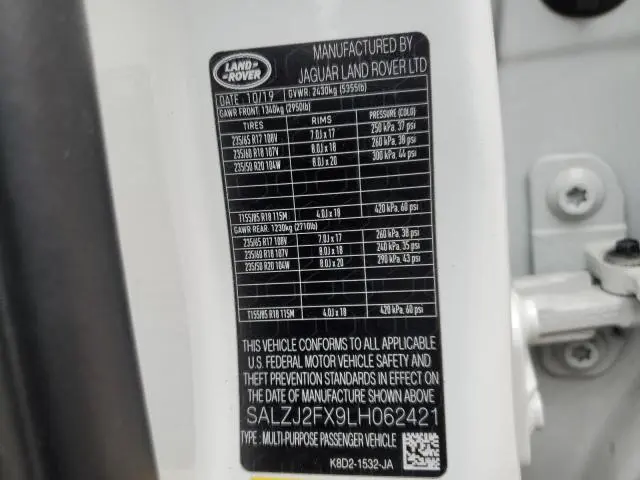 LAND-
ROVER
MANUFACTURED BY
JAGUAR LAND ROVER LTD
DATE 10/19 GVWR: 2430kg (5355lb)
GAWR FRONT: 1340kg (2950lb)
TIRES RIMS PRESSURE (COLD)
235/65 R17 108V 7.0J x 17 250 kPa, 37 psi
235/60 R18 107V 8.0J x 18 260 kPa, 38 psi
235/50 R20 104W 8.0J x 20 300 kPa, 44 psi
T155/85 R18 115M 4.0J x 18 420 kPa, 60 psi
GAWR REAR: 1230kg (2710lb)
235/65 R17 108V 7.0J x 17 260 kPa, 38 psi
235/60 R18 107V 8.0J x 18 240 kPa, 35 psi
235/50 R20 104W 8.0J x 20 290 kPa, 43 psi
T155/85 R18 115M 4.0J x 18 420 kPa, 60 psi
THIS VEHICLE CONFORMS TO ALL APPLICABLE
U.S. FEDERAL MOTOR VEHICLE SAFETY AND
THEFT PREVENTION STANDARDS IN EFFECT ON
THE DATE OF MANUFACTURE SHOWN ABOVE
SALZJ2FX9LH062421
TYPE: MULTI-PURPOSE PASSENGER VEHICLE
K8D2-1532-JA